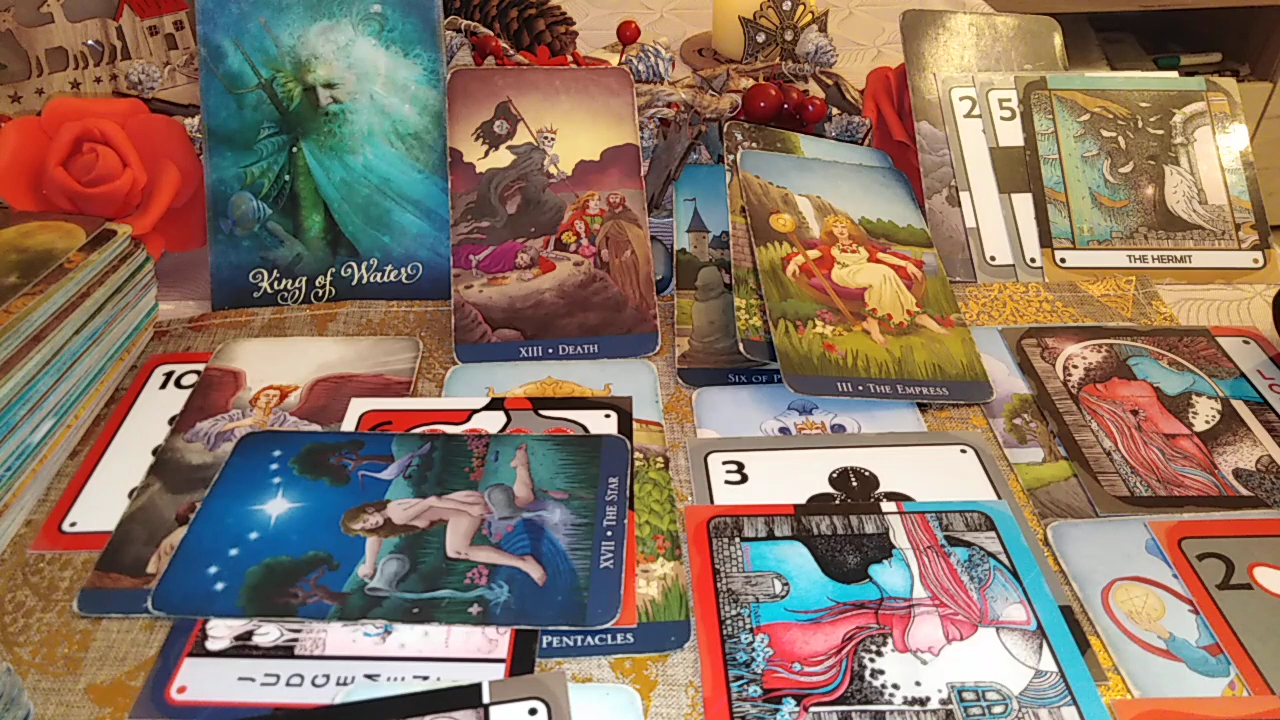 King of Water
XIII • DEATH
SIX OF P
III • THE EMPRESS
2
5
THE HERMIT
10
XVII • THE STAR
PENTACLES
JUDGEMEN
3
2